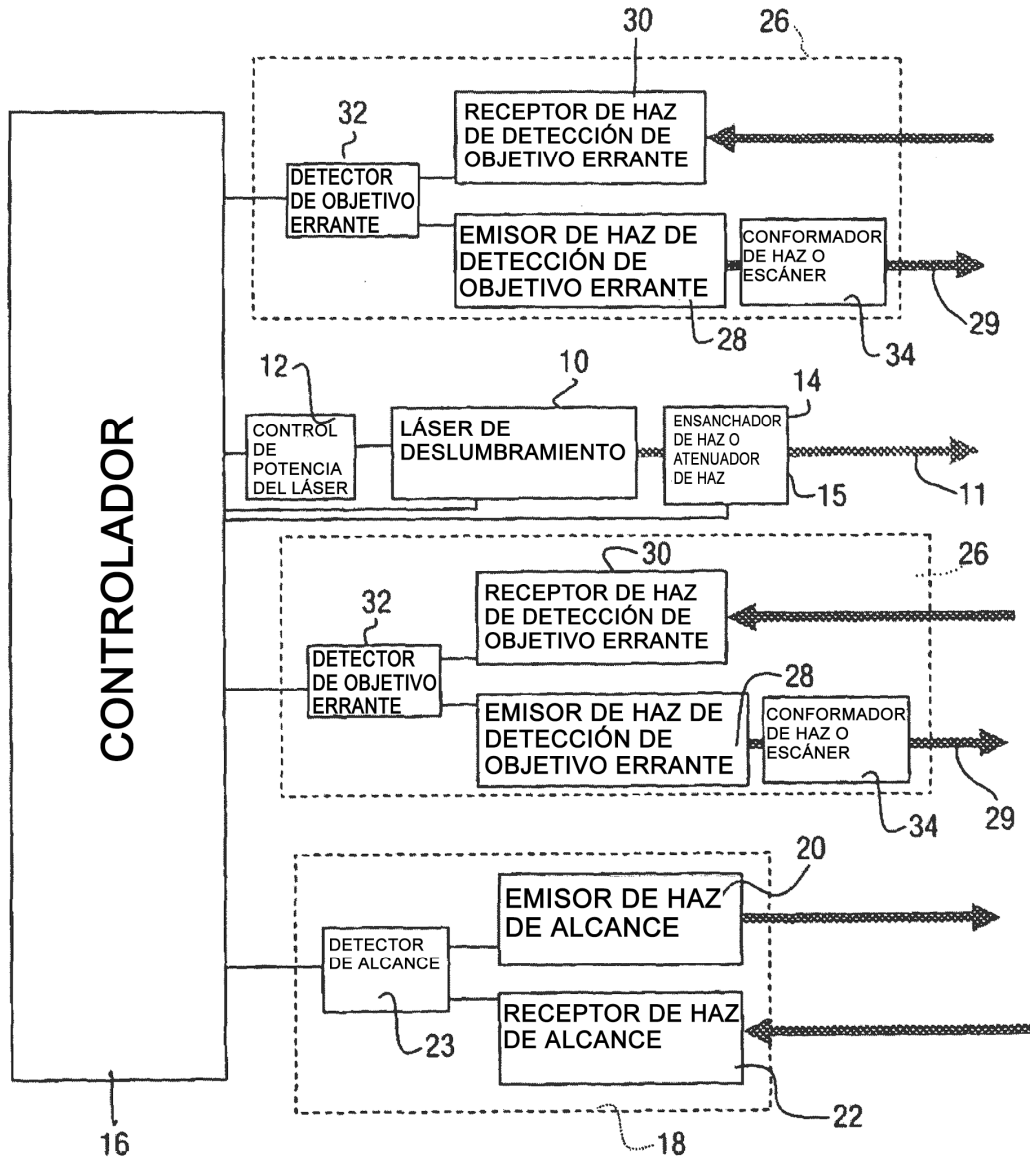 30
26
32
RECEPTOR DE HAZ
DE DETECCIÓN DE
OBJETIVO ERRANTE
DETECTOR
DE OBJETIVO
ERRANTE
EMISOR DE HAZ DE
DETECCIÓN DE
OBJETIVO ERRANTE
CONFORMADOR
DE HAZ O
ESCÁNER
28
34
29
12
10
14
CONTROL
DE
POTENCIA
DEL LÁSER
LÁSER DE
DESLUMBRAMIENTO
ENSANCHADOR
DE HAZ O
ATENUADOR
DE HAZ
15
11
CONTROLADOR
30
26
32
RECEPTOR DE HAZ
DE DETECCIÓN DE
OBJETIVO ERRANTE
DETECTOR
DE OBJETIVO
ERRANTE
28
EMISOR DE HAZ DE
DETECCIÓN DE
OBJETIVO ERRANTE
CONFORMADOR
DE HAZ O
ESCÁNER
34
29
20
EMISOR DE HAZ
DE ALCANCE
DETECTOR
DE ALCANCE
23
RECEPTOR DE HAZ
DE ALCANCE
22
16
18